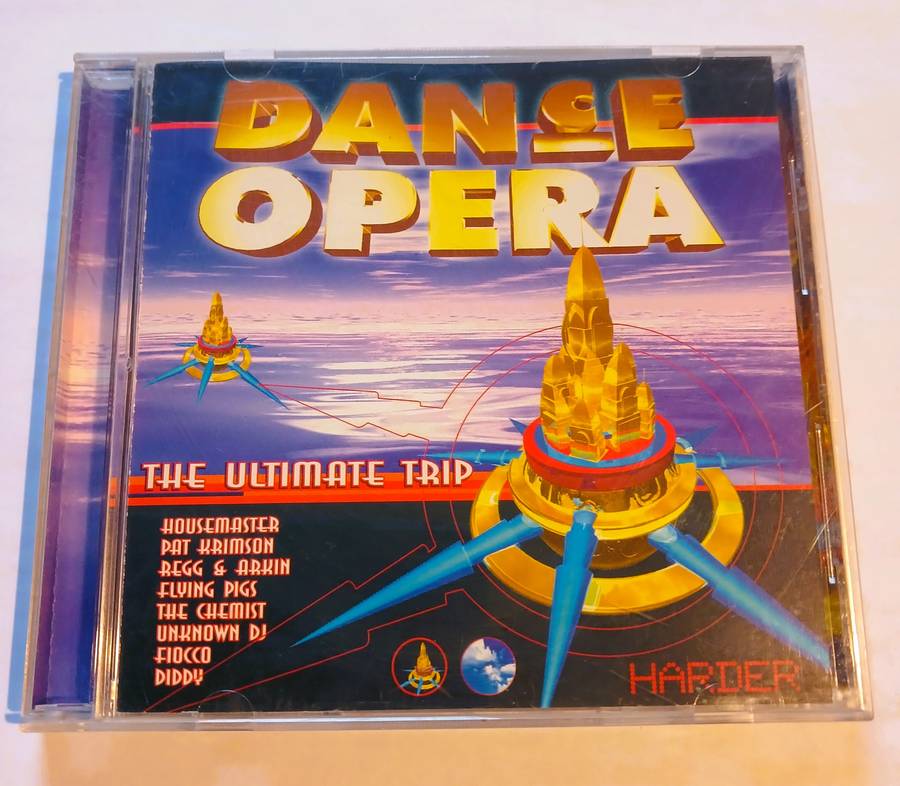 DANcE
OPERA
THE ULTIMATE TRIP
HOUSEMASTER
PAT KRIMSON
REGG & ARKIN
FLYING PIGS
THE CHEMIST
UNKNOWN DJ
FIOCCO
DIDDY
HARDER